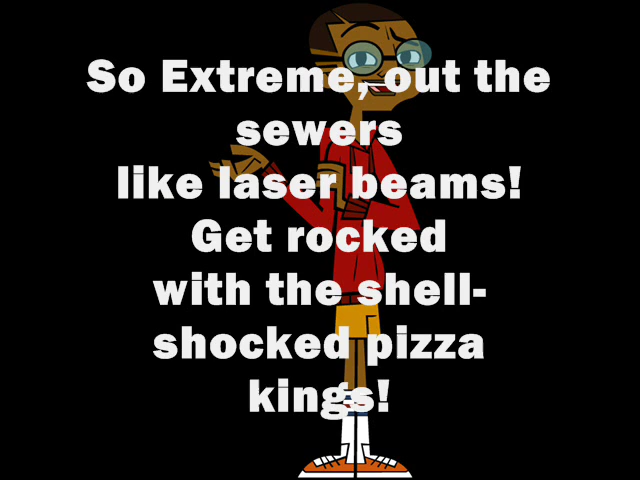 So Extreme, out the
sewers
like laser beams!
Get rocked
with the shell-
shocked pizza
kings!